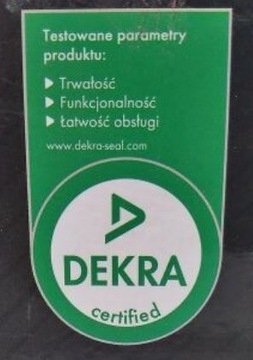 Testowane parametry
produktu:
Trwałość
Funkcjonalność
Łatwość obsługi
www.dekra-seal.com
DEKRA
certified